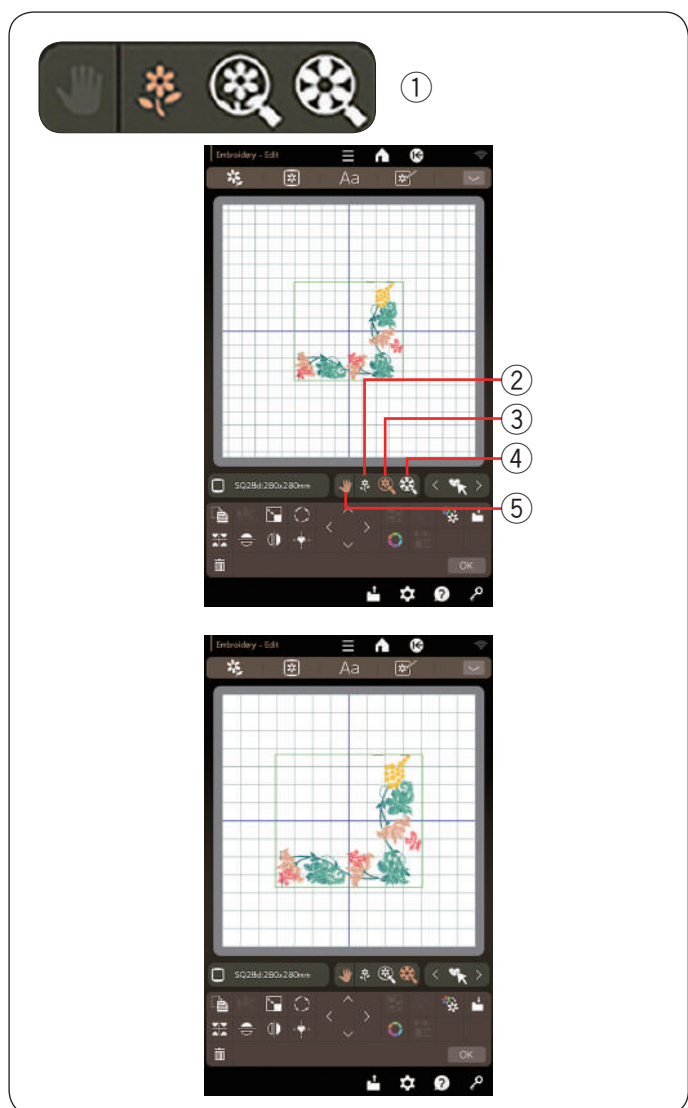 ①
Embroidery - Edit
Aa
②
③
④
SQ28d:280x280mm
⑤
OK
Embroidery - Edit
Aa
SQ28d:280x280mm
OK